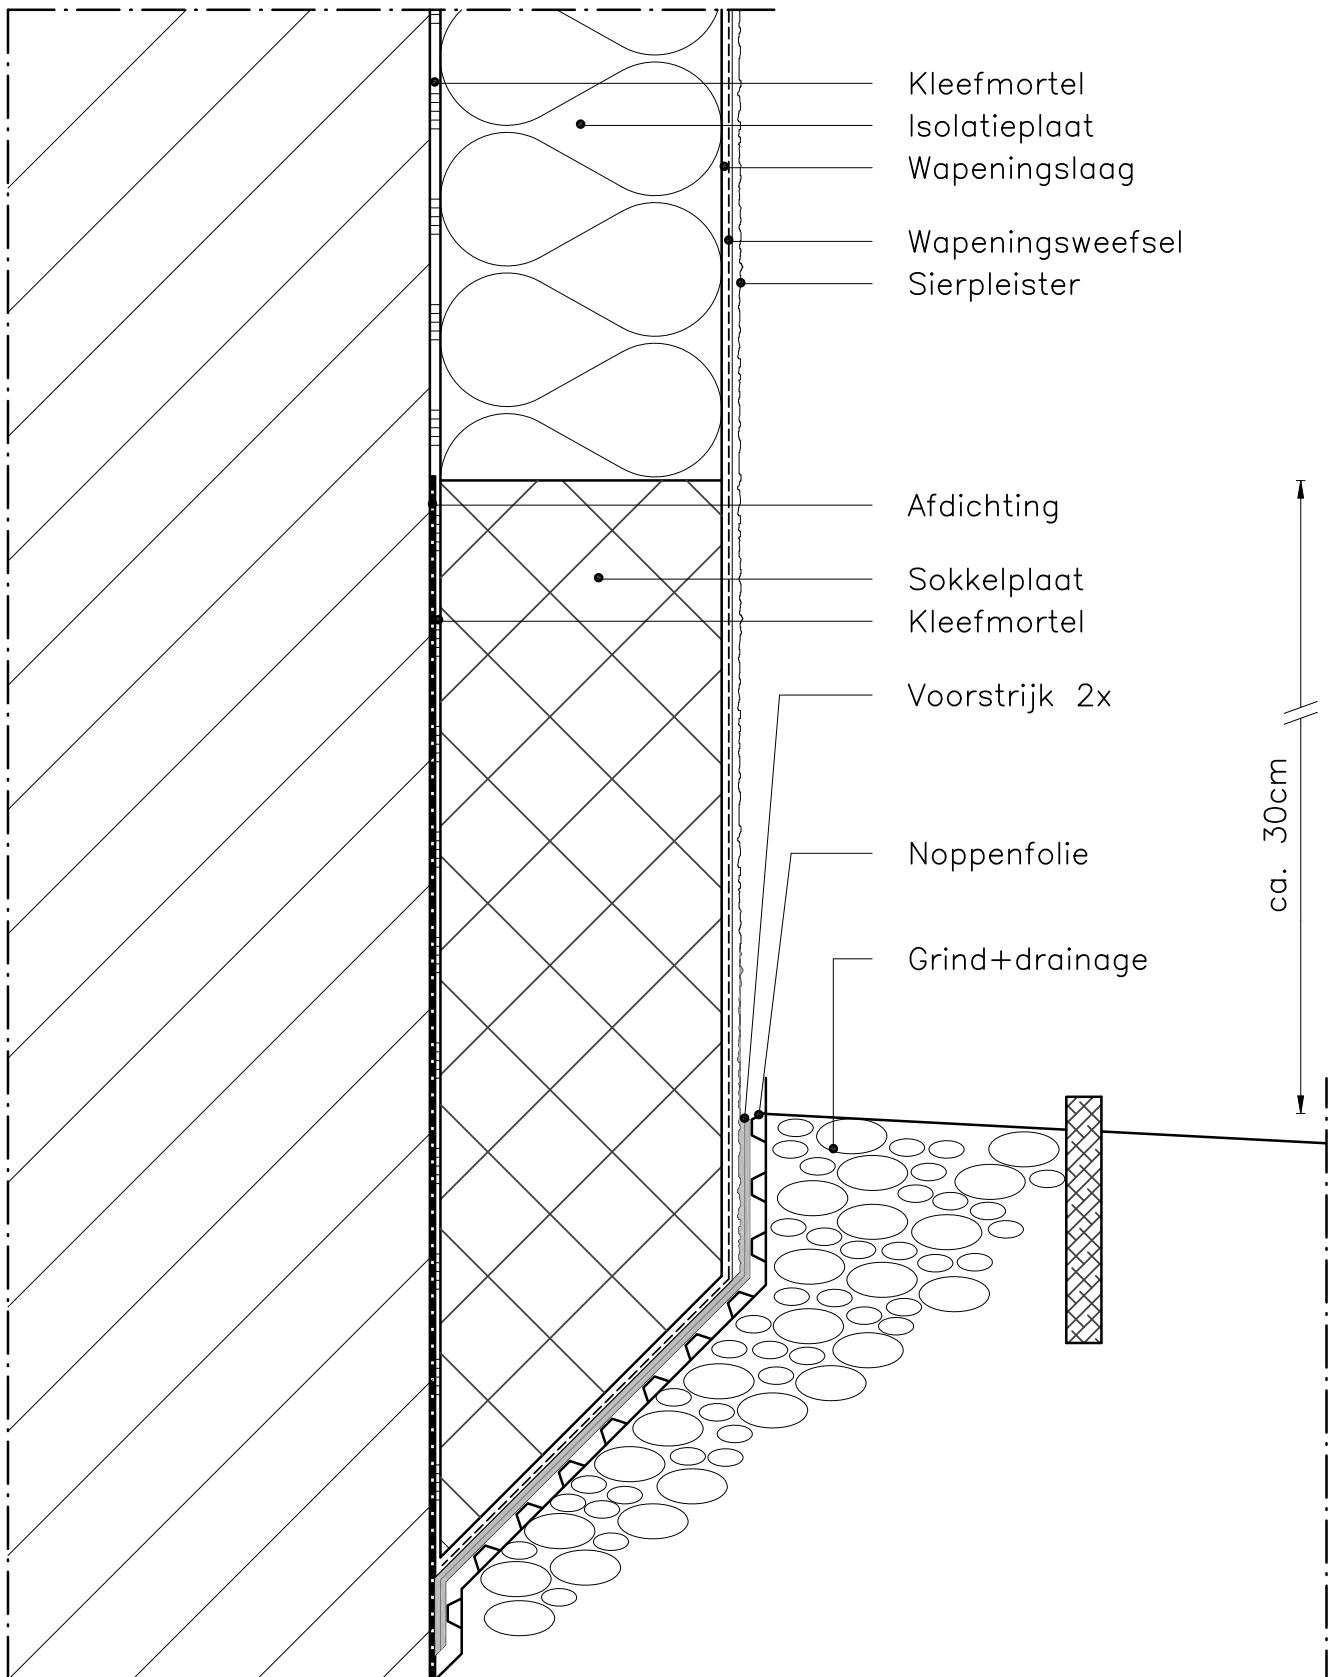 Kleefmortel
Isolatieplaat
Wapeningslaag
Wapeningsweefsel
Sierpleister
Afdichting
Sokkelplaat
Kleefmortel
Voorstrijk 2x
Noppenfolie
Grind+drainage
ca. 30cm